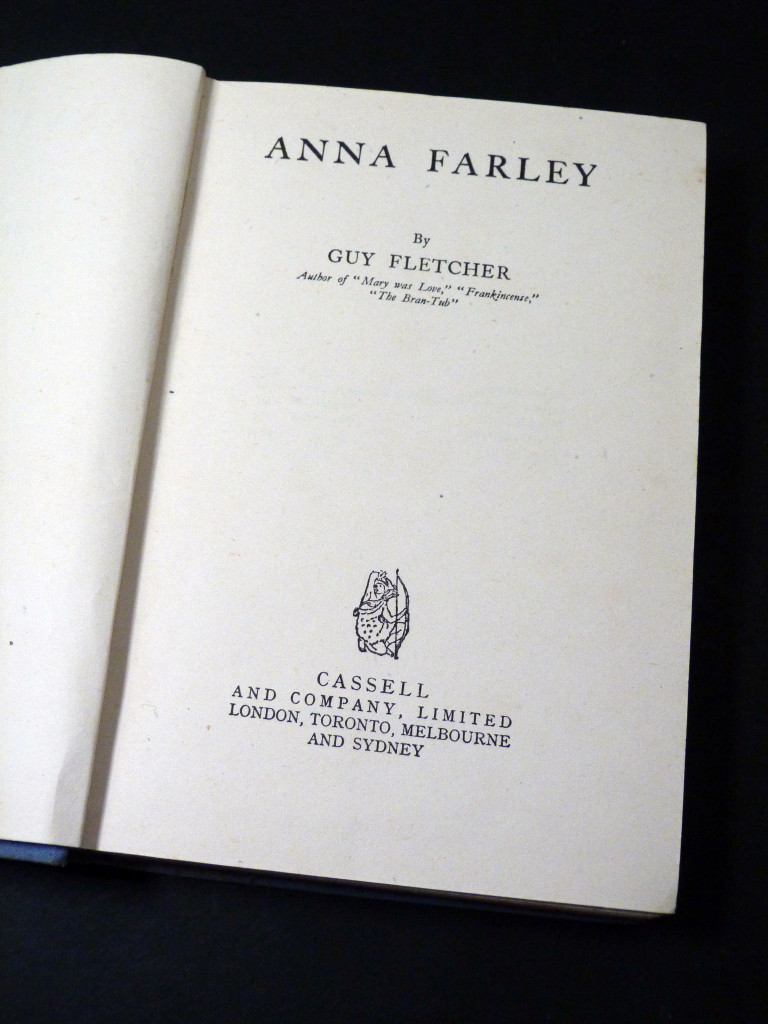 ANNA FARLEY
By
GUY FLETCHER
Author of "Mary was Love," "Frankincense,"
"The Bran-Tub"
CASSELL
AND COMPANY, LIMITED
LONDON, TORONTO, MELBOURNE
AND SYDNEY